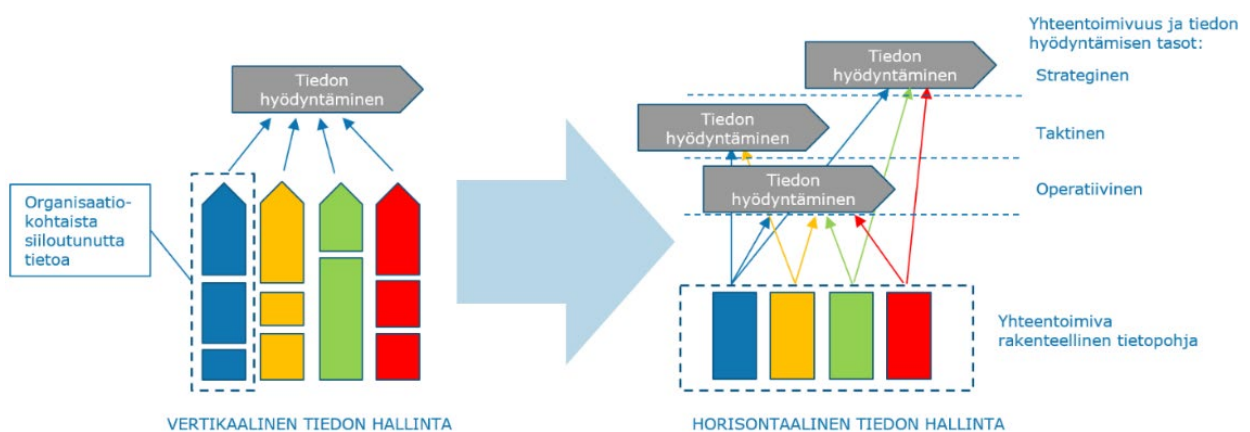 Tiedon
hyödyntäminen
Organisaatio-
kohtaista
siiloutunutta
tietoa
VERTIKAALINEN TIEDON HALLINTA
Yhteentoimivuus ja tiedon
hyödyntämisen tasot:
Tiedon
hyödyntäminen
Strateginen
Tiedon
hyödyntäminen
Taktinen
Tiedon
hyödyntäminen
Operatiivinen
Yhteentoimiva
rakenteellinen tietopohja
HORISONTAALINEN TIEDON HALLINTA